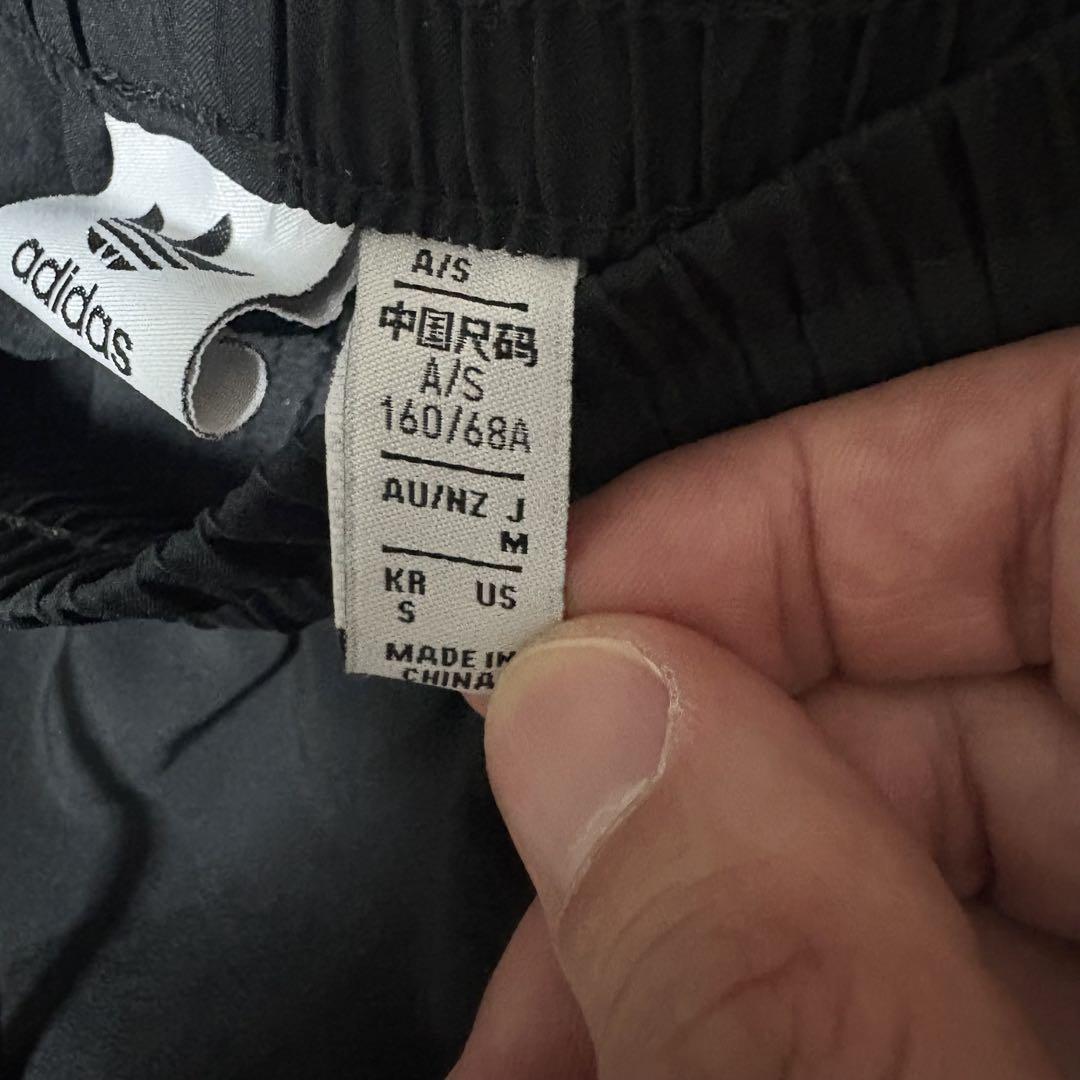 adidas
A/S
中国尺码
A/S
160/68A
AU/NZ J
M
KR US
S
MADE IN
CHINA